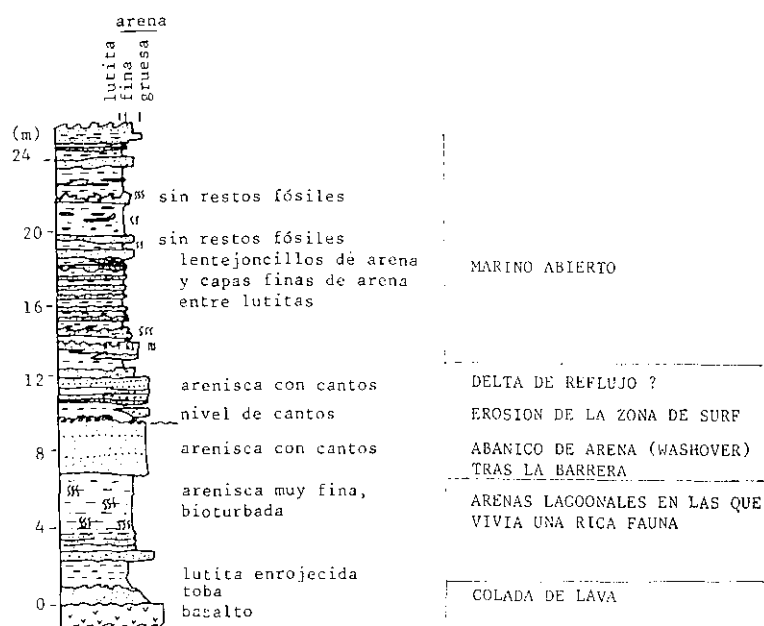 arena
lutita
fina
gruesa
(m)
24
sin restos fósiles
20
sin restos fósiles
lentejoncillos de arena
y capas finas de arena
entre lutitas
MARINO ABIERTO
16
12
arenisca con cantos
DELTA DE REFLUJO ?
nivel de cantos
EROSION DE LA ZONA DE SURF
8
arenisca con cantos
ABANICO DE ARENA (WASHOVER)
TRAS LA BARRERA
arenisca muy fina,
bioturbada
ARENAS LAGOONALES EN LAS QUE
VIVIA UNA RICA FAUNA
4
lutita enrojecida
toba
COLADA DE LAVA
0
basalto